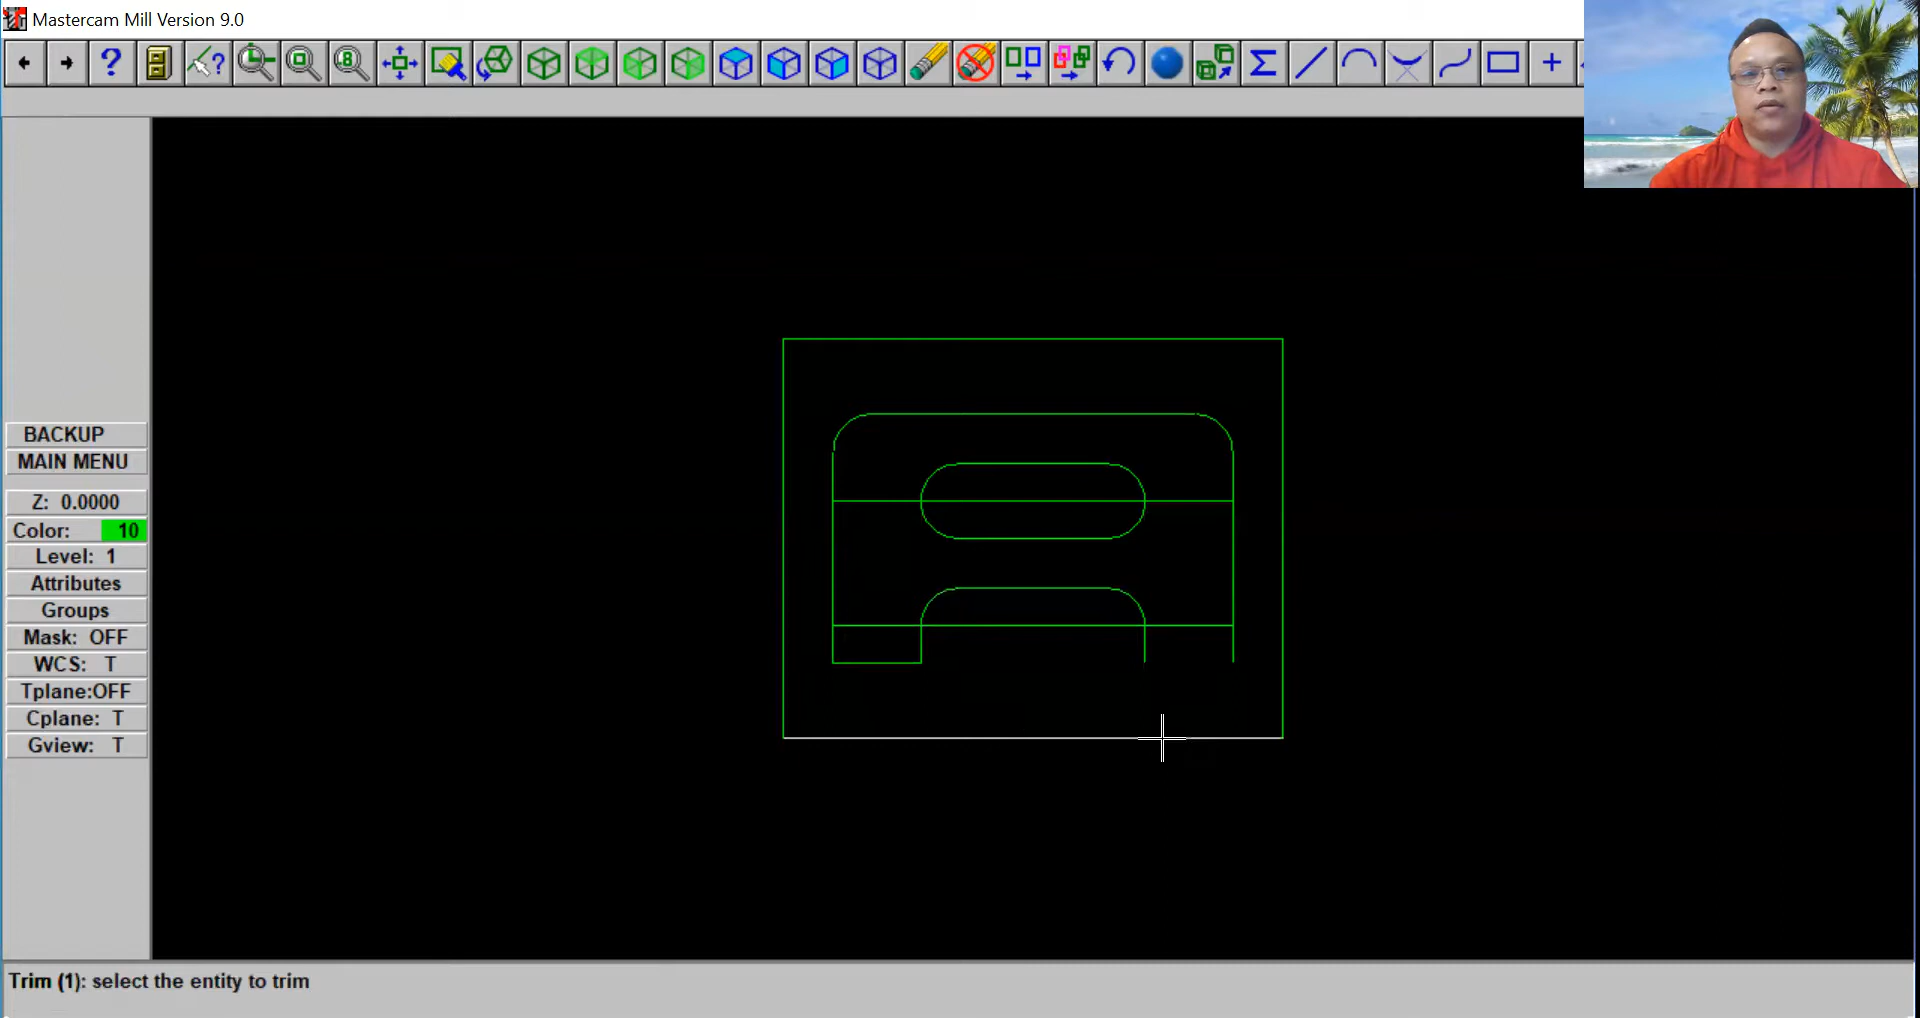 Mastercam Mill Version 9.0
BACKUP
MAIN MENU
Z: 0.0000
Color: 10
Level: 1
Attributes
Groups
Mask: OFF
WCS: T
Tplane:OFF
Cplane: T
Gview: T
Trim (1): select the entity to trim